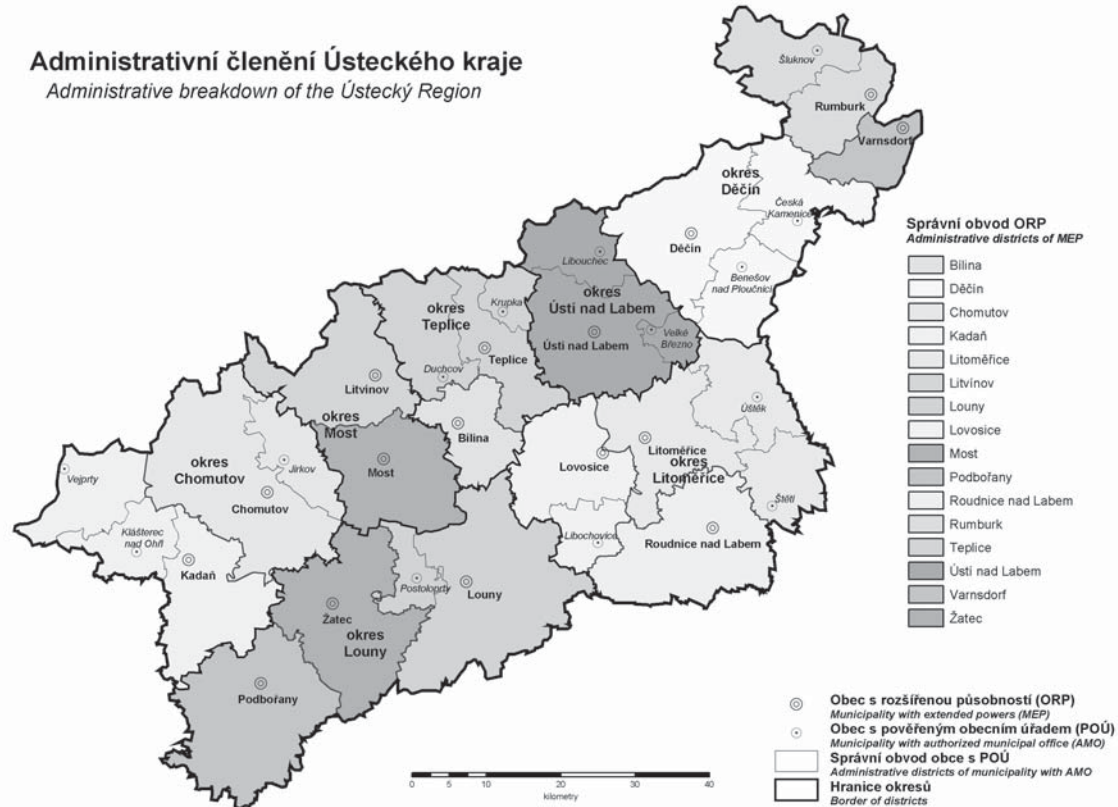 Administrativní členění Ústeckého kraje
Administrative breakdown of the Ústecký Region
Šluknov
Rumburk
Varnsdorf
okres
Děčín
Česká
Kamenice
Děčín
Benešov
nad Ploučnicí
Libouchec
okres
Ústí nad Labem
Ústí nad Labem
Velké
Březno
okres
Teplice
Krupka
Teplice
Duchcov
Litvínov
okres
Most
Bílina
Most
Úštěk
Litoměřice
okres
Litoměřice
Lovosice
Štětí
Libochovice
Roudnice nad Labem
okres
Chomutov
Jirkov
Chomutov
Vejprty
Klášterec
nad Ohří
Kadaň
Postoloprty
Louny
Žatec
okres
Louny
Podbořany
Správní obvod ORP
Administrative districts of MEP
Bílina
Děčín
Chomutov
Kadaň
Litoměřice
Litvínov
Louny
Lovosice
Most
Podbořany
Roudnice nad Labem
Rumburk
Teplice
Ústí nad Labem
Varnsdorf
Žatec
Obec s rozšířenou působností (ORP)
Municipality with extended powers (MEP)
Obec s pověřeným obecním úřadem (POÚ)
Municipality with authorized municipal office (AMO)
Správní obvod obce s POÚ
Administrative districts of municipality with AMO
Hranice okresů
Border of districts
0 5 10 20 30 40
kilometry